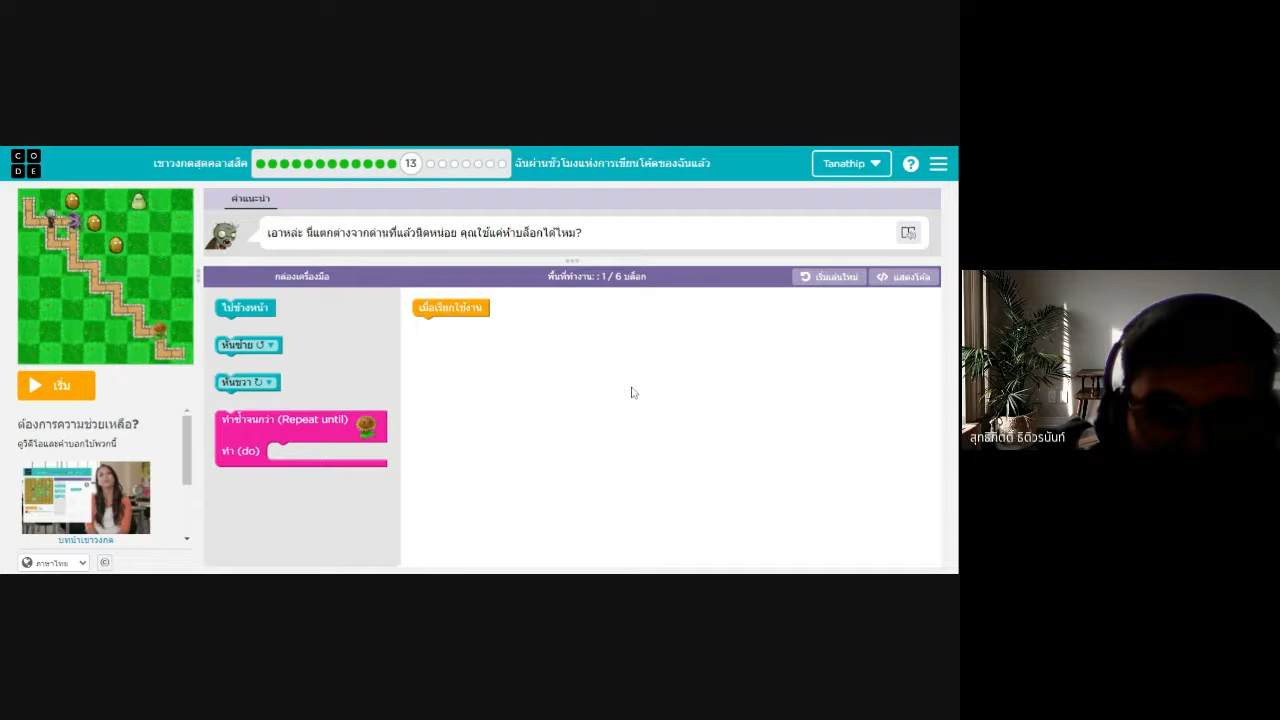 C O
D E
เขาวงกตสุดคลาสสิค
13
ฉันผ่านชั่วโมงแห่งการเขียนโค้ดของฉันแล้ว
Tanathip
?
คำแนะนำ
เอาหล่ะ นี่แตกต่างจากด่านที่แล้วนิดหน่อย คุณใช้แค่ห้าบล็อกได้ไหม?
กล่องเครื่องมือ
พื้นที่ทำงาน: : 1 / 6 บล็อก
เริ่มเล่นใหม่
แสดงโค้ด
ไปข้างหน้า
เมื่อเรียกใช้งาน
หันซ้าย ↺
หันขวา ↻
ทำซ้ำจนกว่า (Repeat until)
ทำ (do)
เริ่ม
ต้องการความช่วยเหลือ?
ดูวิดีโอและคำบอกใบ้พวกนี้
บทนำเขาวงกต
ภาษาไทย
©
สุทธิกิตติ์ ธิติวรนันท์